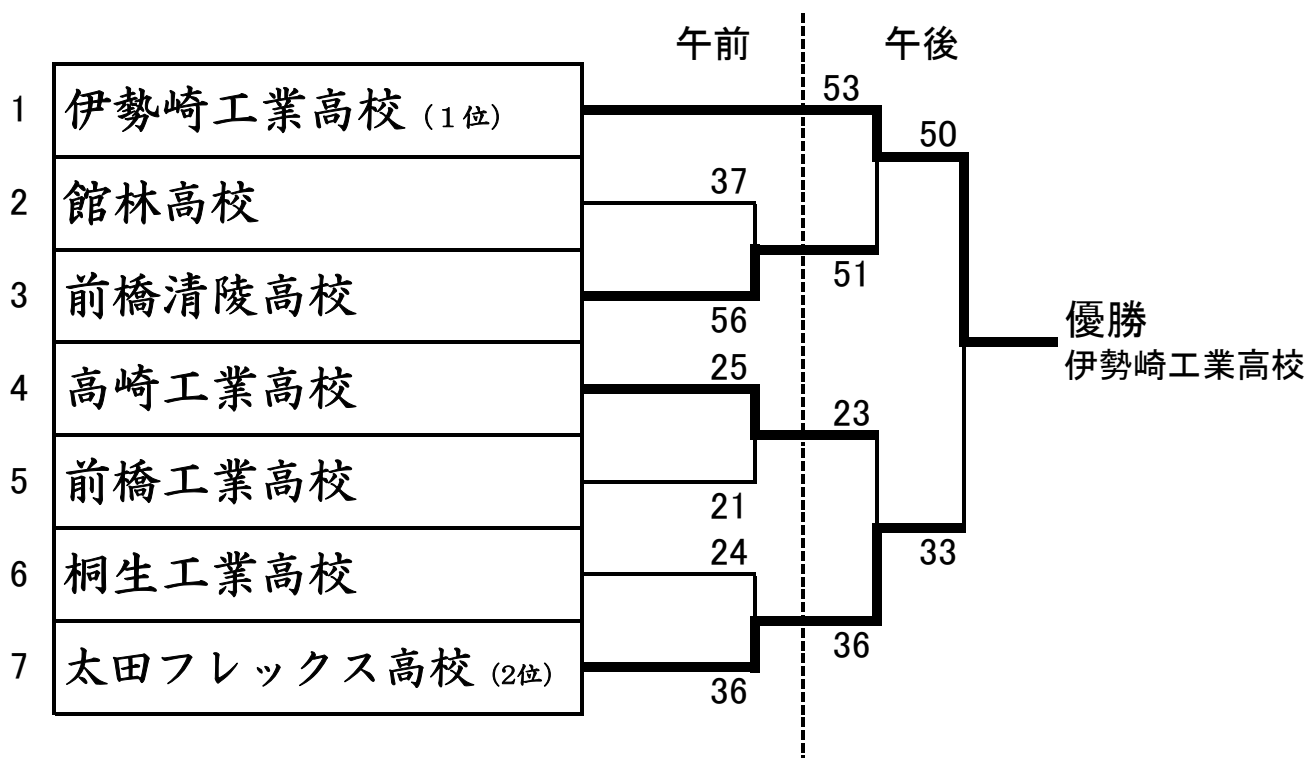 午前 午後
1 伊勢崎工業高校 (1位) 53
50
2 館林高校 37
3 前橋清陵高校 51
56
優勝
伊勢崎工業高校
4 高崎工業高校 25
23
5 前橋工業高校
21
6 桐生工業高校 24
33
7 太田フレックス高校 (2位) 36
36